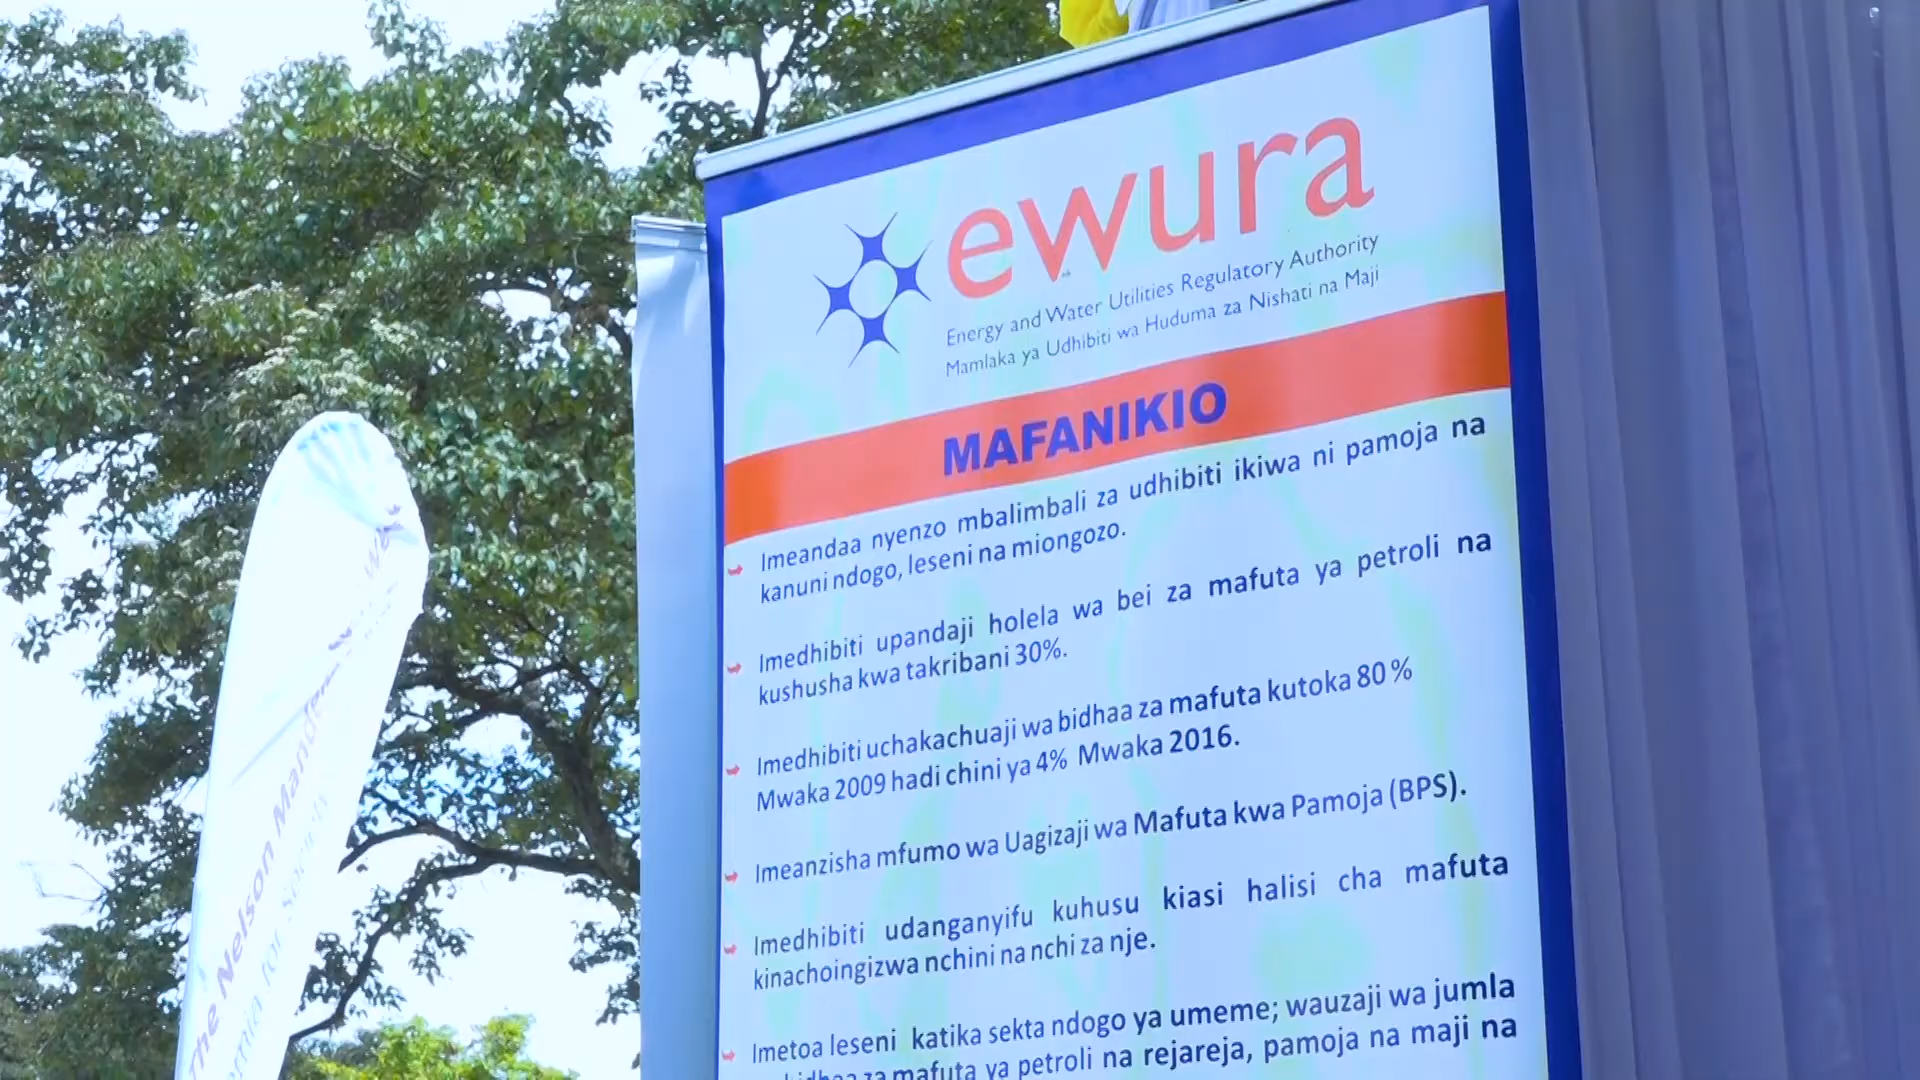 ewura
Energy and Water Utilities Regulatory Authority
Mamlaka ya Udhibiti wa Huduma za Nishati na Maji
MAFANIKIO
Imeandaa nyenzo mbalimbali za udhibiti ikiwa ni pamoja na
kanuni ndogo, leseni na miongozo.
Imedhibiti upandaji holela wa bei za mafuta ya petroli na
kushusha kwa takribani 30%.
Imedhibiti uchakachuaji wa bidhaa za mafuta kutoka 80%
Mwaka 2009 hadi chini ya 4% Mwaka 2016.
Imeanzisha mfumo wa Uagizaji wa Mafuta kwa Pamoja (BPS).
Imedhibiti udanganyifu kuhusu kiasi halisi cha mafuta
kinachoingizwa nchini na nchi za nje.
Imetoa leseni katika sekta ndogo ya umeme; wauzaji wa jumla
za mafuta ya petroli na rejareja, pamoja na maji na
The Nelson Mandela
for Society